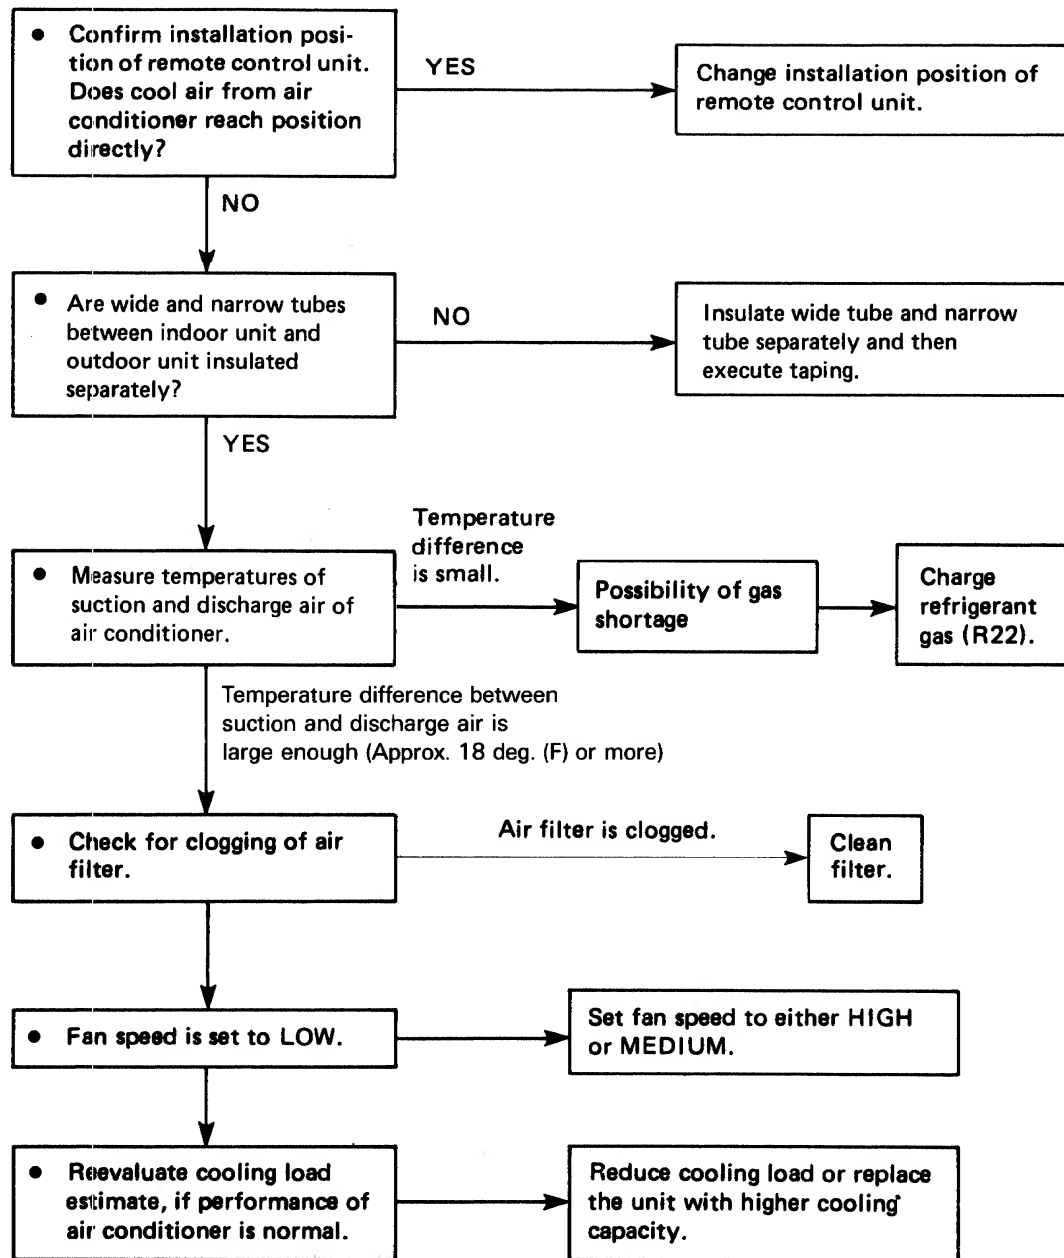 • Confirm installation posi-
tion of remote control unit.
Does cool air from air
conditioner reach position
directly?
YES
Change installation position of
remote control unit.
NO
• Are wide and narrow tubes
between indoor unit and
outdoor unit insulated
separately?
NO
Insulate wide tube and narrow
tube separately and then
execute taping.
YES
• Measure temperatures of
suction and discharge air of
air conditioner.
Temperature
difference
is small.
Possibility of gas
shortage
Charge
refrigerant
gas (R22).
Temperature difference between
suction and discharge air is
large enough (Approx. 18 deg. (F) or more)
• Check for clogging of air
filter.
Air filter is clogged.
Clean
filter.
• Fan speed is set to LOW.
Set fan speed to either HIGH
or MEDIUM.
• Reevaluate cooling load
estimate, if performance of
air conditioner is normal.
Reduce cooling load or replace
the unit with higher cooling
capacity.